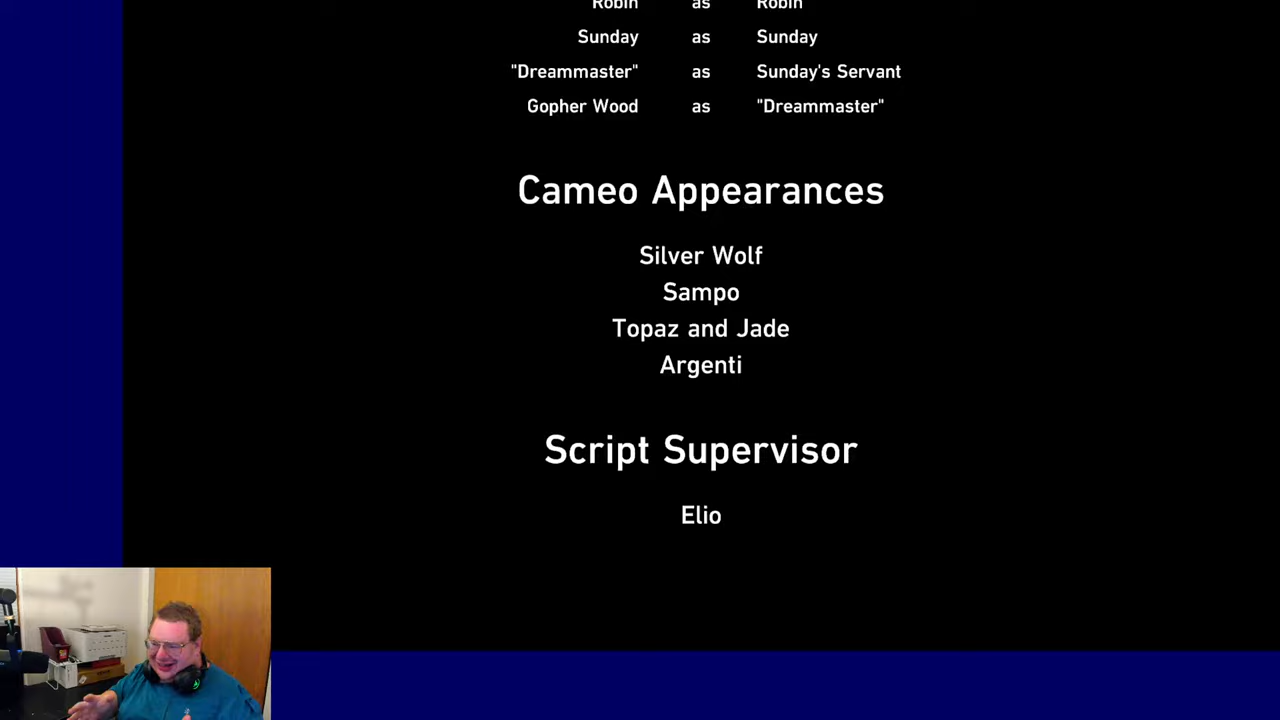 Robin as Robin
Sunday as Sunday
"Dreammaster" as Sunday's Servant
Gopher Wood as "Dreammaster"
Cameo Appearances
Silver Wolf
Sampo
Topaz and Jade
Argenti
Script Supervisor
Elio